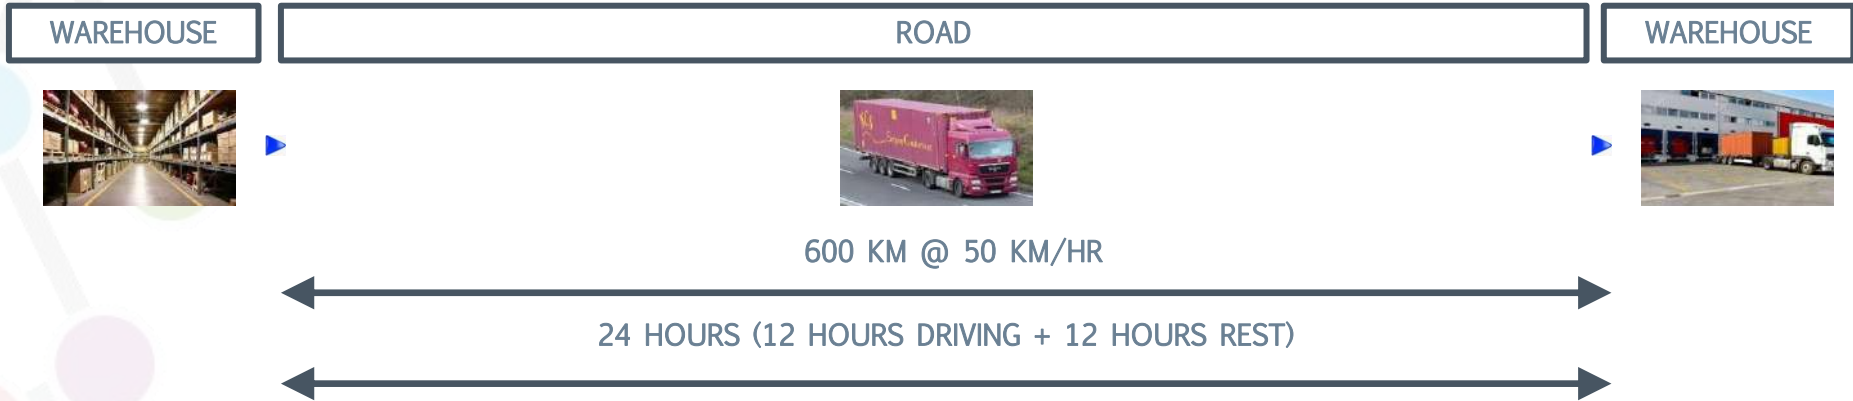 WAREHOUSE
ROAD
WAREHOUSE
600 KM @ 50 KM/HR
24 HOURS (12 HOURS DRIVING + 12 HOURS REST)